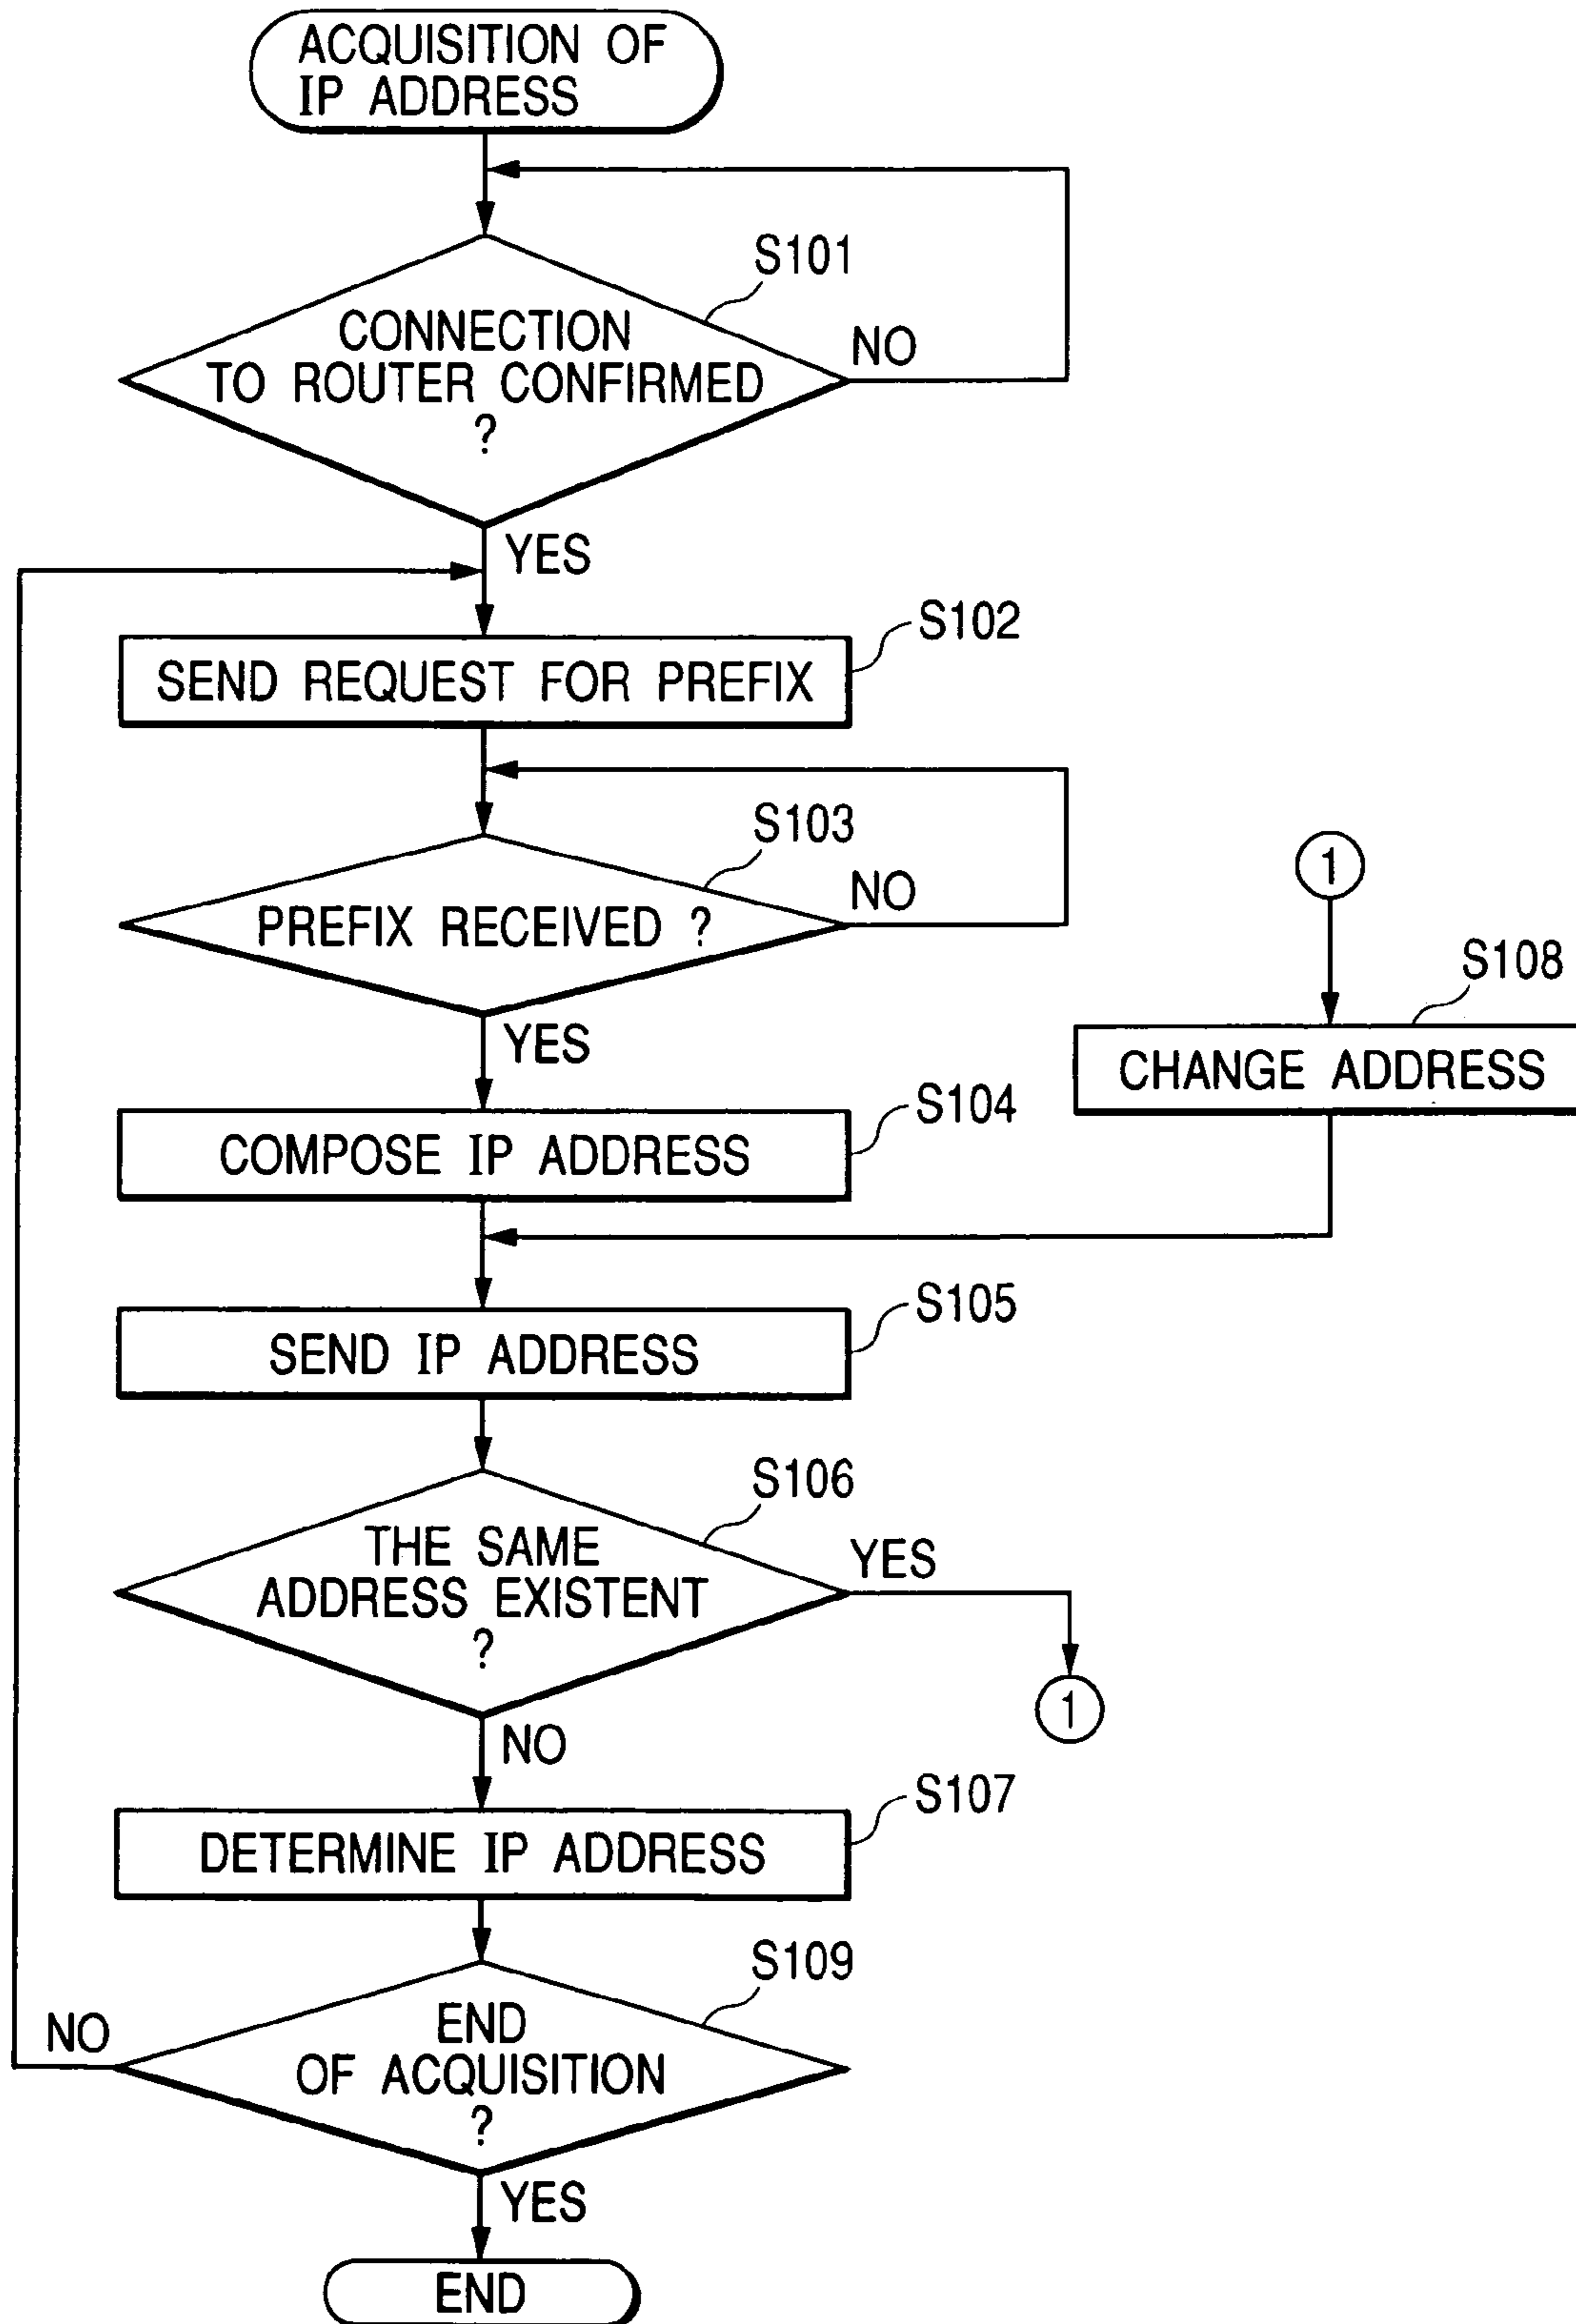 ACQUISITION OF
IP ADDRESS
S101
CONNECTION
TO ROUTER CONFIRMED
?
NO
YES
S102
SEND REQUEST FOR PREFIX
S103
PREFIX RECEIVED ?
NO
YES
1
S108
CHANGE ADDRESS
S104
COMPOSE IP ADDRESS
S105
SEND IP ADDRESS
S106
THE SAME
ADDRESS EXISTENT
?
YES
1
NO
S107
DETERMINE IP ADDRESS
S109
END
OF ACQUISITION
?
NO
YES
END